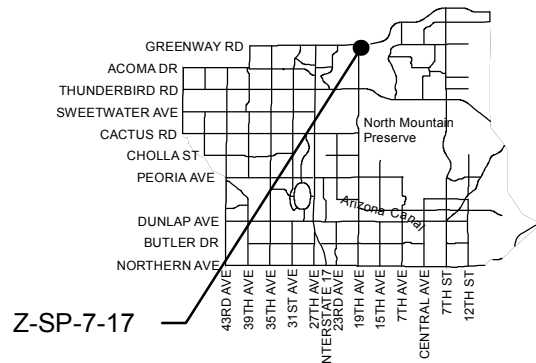 GREENWAY RD
ACOMA DR
THUNDERBIRD RD
SWEETWATER AVE
CACTUS RD
CHOLLA ST
PEORIA AVE
DUNLAP AVE
BUTLER DR
NORTHERN AVE
North Mountain
Preserve
Arizona Canal
43RD AVE
39TH AVE
35TH AVE
31ST AVE
27TH AVE
INTERSTATE 17
23RD AVE
19TH AVE
15TH AVE
7TH AVE
CENTRAL AVE
7TH ST
12TH ST
Z-SP-7-17